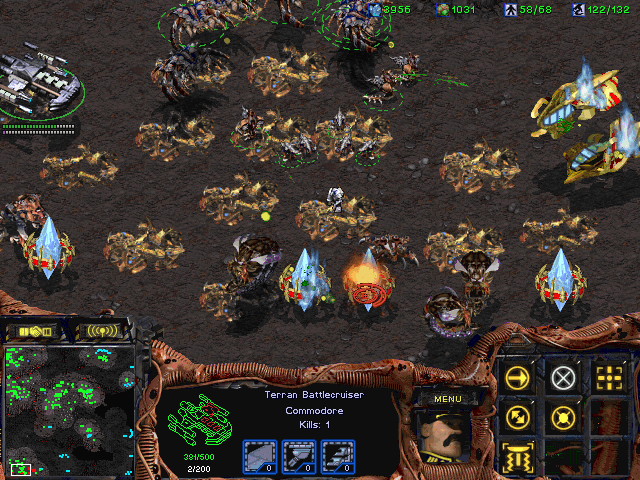 3956 1031 58/68 122/132
Terran Battlecruiser
Commodore
Kills: 1
MENU
391/500
2/200
0 0 0